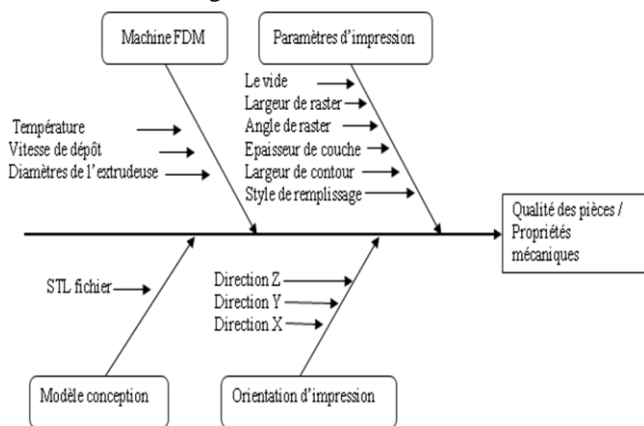 Machine FDM
Paramètres d’impression
Le vide
Largeur de raster
Angle de raster
Epaisseur de couche
Largeur de contour
Style de remplissage
Température
Vitesse de dépôt
Diamètres de l’extrudeuse
Qualité des pièces /
Propriétés
mécaniques
STL fichier
Direction Z
Direction Y
Direction X
Modèle conception
Orientation d’impression